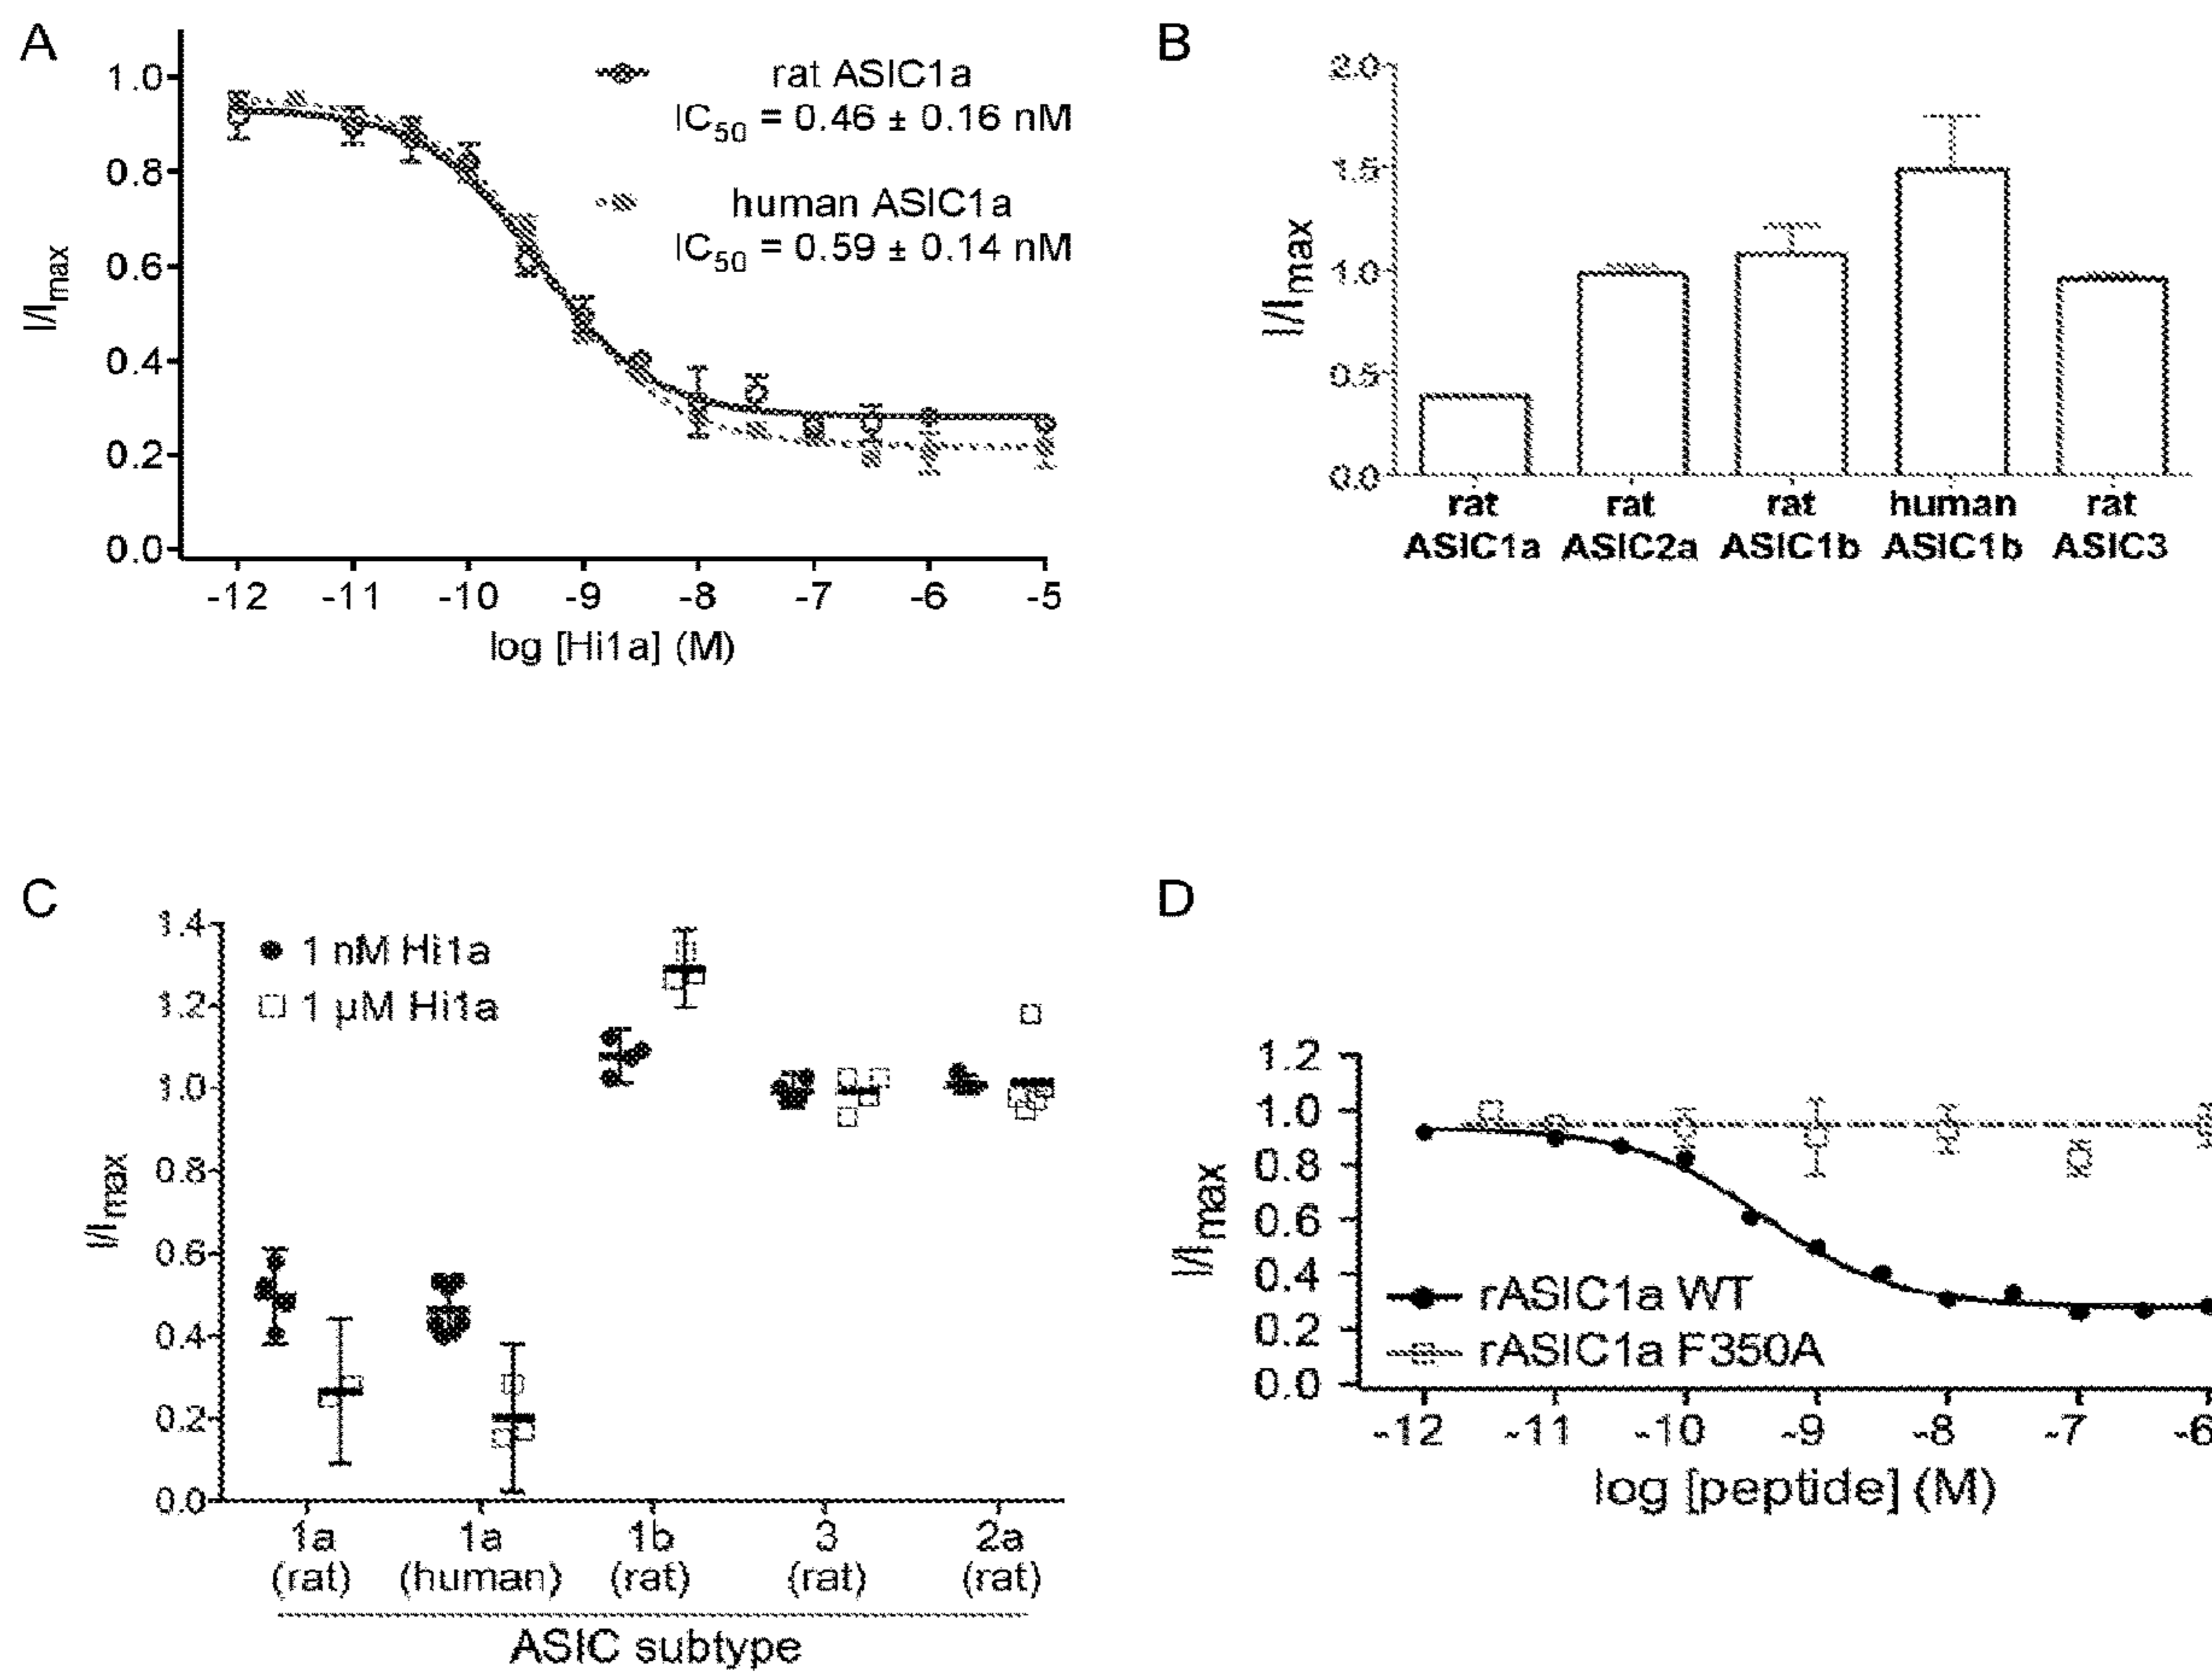 A
1.0
0.8
0.6
0.4
0.2
0.0
I/Imax
-12 -11 -10 -9 -8 -7 -6 -5
log [Hi1a] (M)
rat ASIC1a
IC50 = 0.46 ± 0.16 nM
human ASIC1a
IC50 = 0.59 ± 0.14 nM
B
2.0
1.5
1.0
0.5
0.0
I/Imax
rat rat rat human rat
ASIC1a ASIC2a ASIC1b ASIC1b ASIC3
C
1.4
1.2
1.0
0.8
0.6
0.4
0.2
0.0
I/Imax
1 nM Hi1a
1 µM Hi1a
1a 1a 1b 3 2a
(rat) (human) (rat) (rat) (rat)
ASIC subtype
D
1.2
1.0
0.8
0.6
0.4
0.2
0.0
I/Imax
rASIC1a WT
rASIC1a F350A
-12 -11 -10 -9 -8 -7 -6
log [peptide] (M)